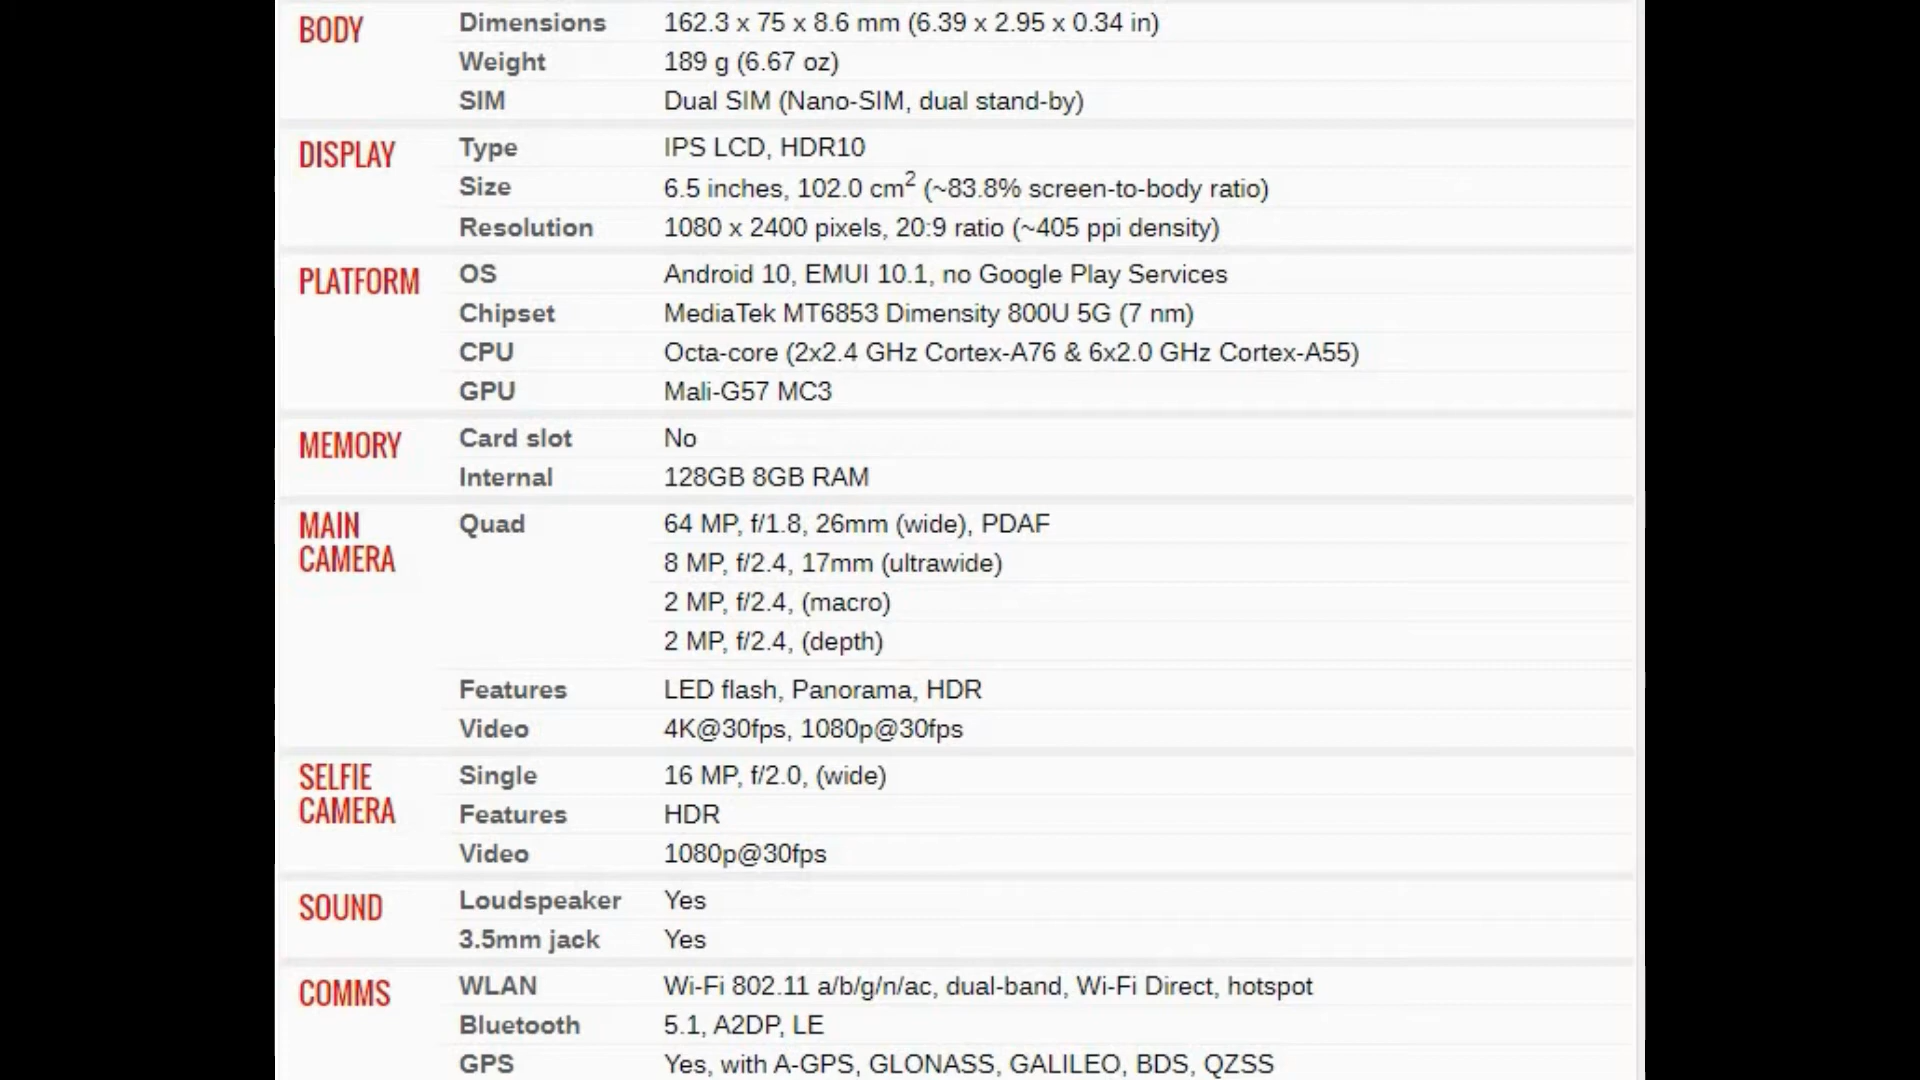 BODY Dimensions 162.3 x 75 x 8.6 mm (6.39 x 2.95 x 0.34 in)
Weight 189 g (6.67 oz)
SIM Dual SIM (Nano-SIM, dual stand-by)
DISPLAY Type IPS LCD, HDR10
Size 6.5 inches, 102.0 cm2 (~83.8% screen-to-body ratio)
Resolution 1080 x 2400 pixels, 20:9 ratio (~405 ppi density)
PLATFORM OS Android 10, EMUI 10.1, no Google Play Services
Chipset MediaTek MT6853 Dimensity 800U 5G (7 nm)
CPU Octa-core (2x2.4 GHz Cortex-A76 & 6x2.0 GHz Cortex-A55)
GPU Mali-G57 MC3
MEMORY Card slot No
Internal 128GB 8GB RAM
MAIN CAMERA Quad 64 MP, f/1.8, 26mm (wide), PDAF
8 MP, f/2.4, 17mm (ultrawide)
2 MP, f/2.4, (macro)
2 MP, f/2.4, (depth)
Features LED flash, Panorama, HDR
Video 4K@30fps, 1080p@30fps
SELFIE CAMERA Single 16 MP, f/2.0, (wide)
Features HDR
Video 1080p@30fps
SOUND Loudspeaker Yes
3.5mm jack Yes
COMMS WLAN Wi-Fi 802.11 a/b/g/n/ac, dual-band, Wi-Fi Direct, hotspot
Bluetooth 5.1, A2DP, LE
GPS Yes, with A-GPS, GLONASS, GALILEO, BDS, QZSS